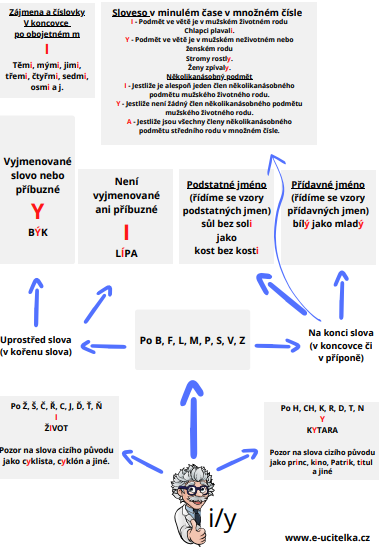 Zájmena a číslovky
V koncovce
po obojetném m
I
Těmi, mými, jimi,
třemi, čtyřmi, sedmi,
osmi a j.
Sloveso v minulém čase v množném čísle
I - Podmět ve větě je v mužském životném rodu
Chlapci plavali.
Y - Podmět ve větě je v mužském neživotném nebo
ženském rodu
Stromy rostly.
Ženy zpívaly.
Několikanásobný podmět
I - Jestliže je alespoň jeden člen několikanásobného
podmětu mužského životného rodu.
Y - Jestliže není žádný člen několikanásobného podmětu
mužského životného rodu.
A - Jestliže jsou všechny členy několikanásobného
podmětu středního rodu v množném čísle.
Vyjmenované
slovo nebo
příbuzné
Y
BÝK
Není
vyjmenované
ani příbuzné
I
LÍPA
Podstatné jméno
(řídíme se vzory
podstatných jmen)
sůl bez soli
jako
kost bez kosti
Přídavné jméno
(řídíme se vzory
přídavných jmen)
bílý jako mladý
Uprostřed slova
(v kořenu slova)
Po B, F, L, M, P, S, V, Z
Na konci slova
(v koncovce či
v příponě)
Po Ž, Š, Č, Ř, C, J, Ď, Ť, Ň
I
ŽIVOT
Pozor na slova cizího původu
jako cyklista, cyklón a jiné.
Po H, CH, K, R, D, T, N
Y
KYTARA
Pozor na slova cizího původu
jako princ, kino, Patrik, titul
a jiné
i/y
www.e-ucitelka.cz